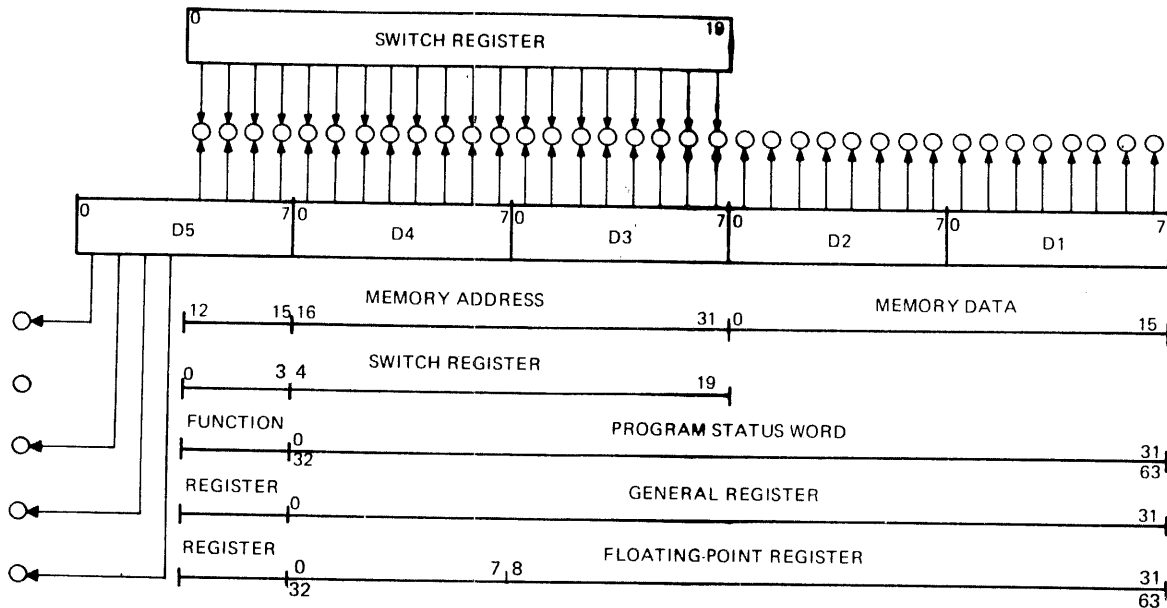 0 19
SWITCH REGISTER
0 7 0 7 0 7 0 7 0 7
D5 D4 D3 D2 D1
MEMORY ADDRESS MEMORY DATA
12 15 16 31 0 15
SWITCH REGISTER
0 3 4 19
FUNCTION PROGRAM STATUS WORD
0 31
32 63
REGISTER GENERAL REGISTER
0 31
REGISTER FLOATING-POINT REGISTER
0 7 8 31
32 63